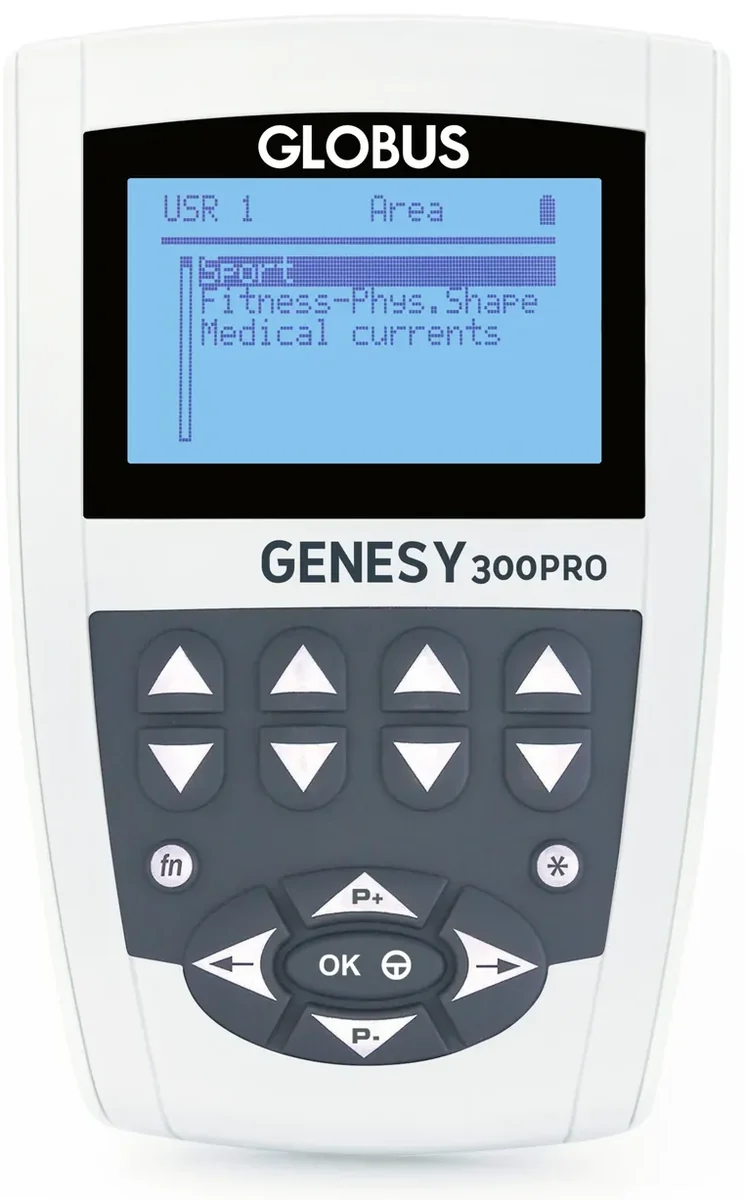 GLOBUS
USR 1 Area
Sport
Fitness-Phys.Shape
Medical currents
GENESY 300PRO
fn *
P+
← OK →
P-